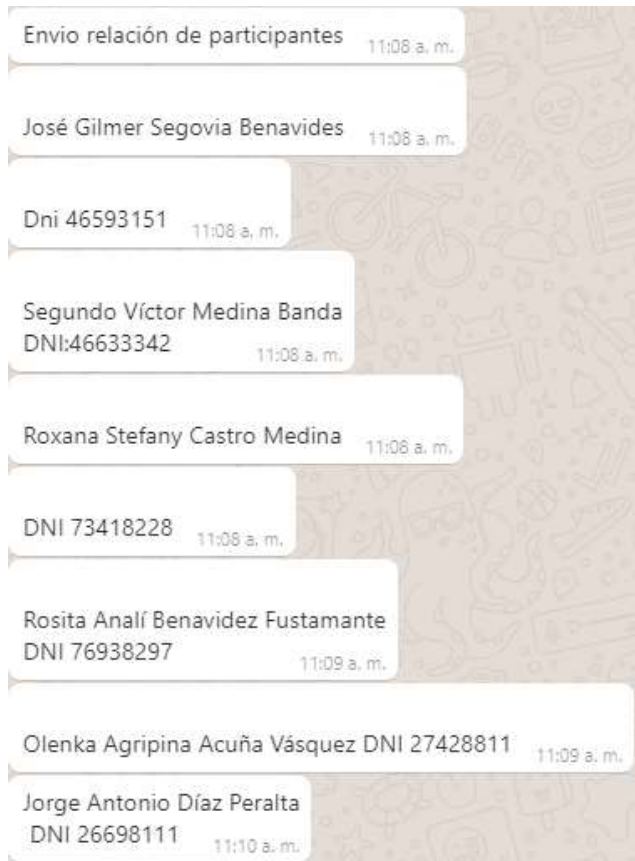 Envio relación de participantes
11:08 a. m.
José Gilmer Segovia Benavides
11:08 a. m.
Dni 46593151
11:08 a. m.
Segundo Víctor Medina Banda
DNI:46633342
11:08 a. m.
Roxana Stefany Castro Medina
11:08 a. m.
DNI 73418228
11:08 a. m.
Rosita Analí Benavidez Fustamante
DNI 76938297
11:09 a. m.
Olenka Agripina Acuña Vásquez DNI 27428811
11:09 a. m.
Jorge Antonio Díaz Peralta
DNI 26698111
11:10 a. m.